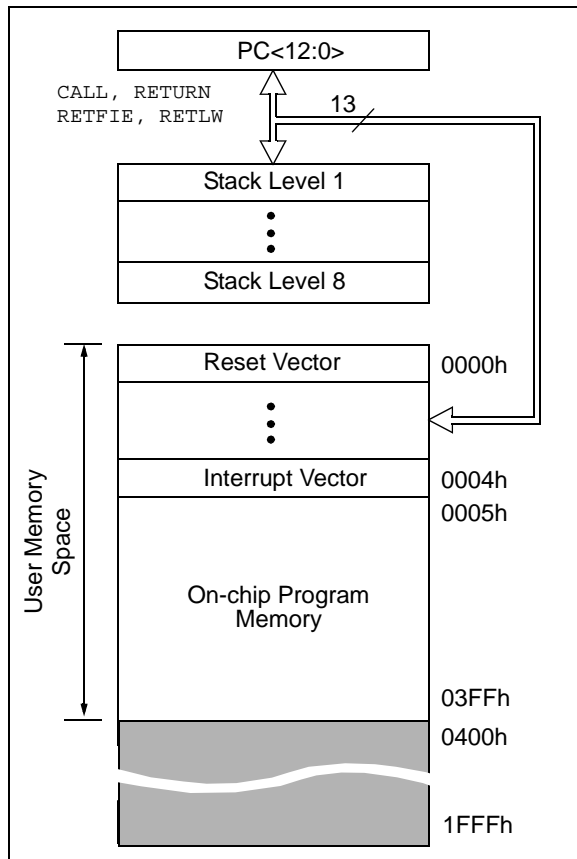 PC<12:0>
CALL, RETURN
RETFIE, RETLW
13
Stack Level 1
Stack Level 8
Reset Vector
0000h
Interrupt Vector
0004h
0005h
User Memory
Space
On-chip Program
Memory
03FFh
0400h
1FFFh